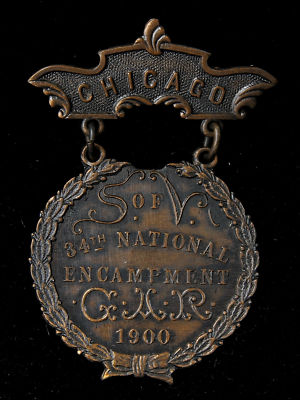 CHICAGO
S of V.
34TH NATIONAL
ENCAMPMENT
G.A.R.
1900